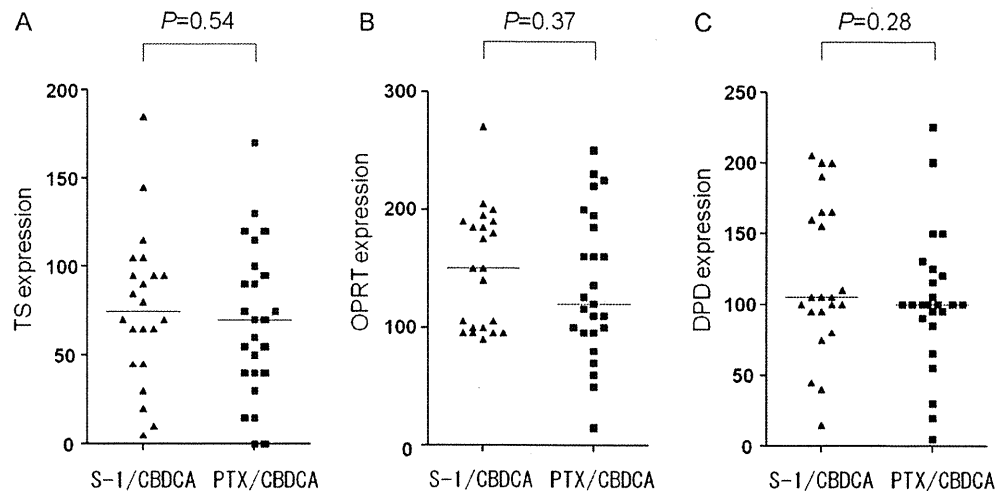 A
P=0.54
TS expression
200
150
100
50
0
S-1/CBDCA PTX/CBDCA
B
P=0.37
OPRT expression
300
200
100
0
S-1/CBDCA PTX/CBDCA
C
P=0.28
DPD expression
250
200
150
100
50
0
S-1/CBDCA PTX/CBDCA